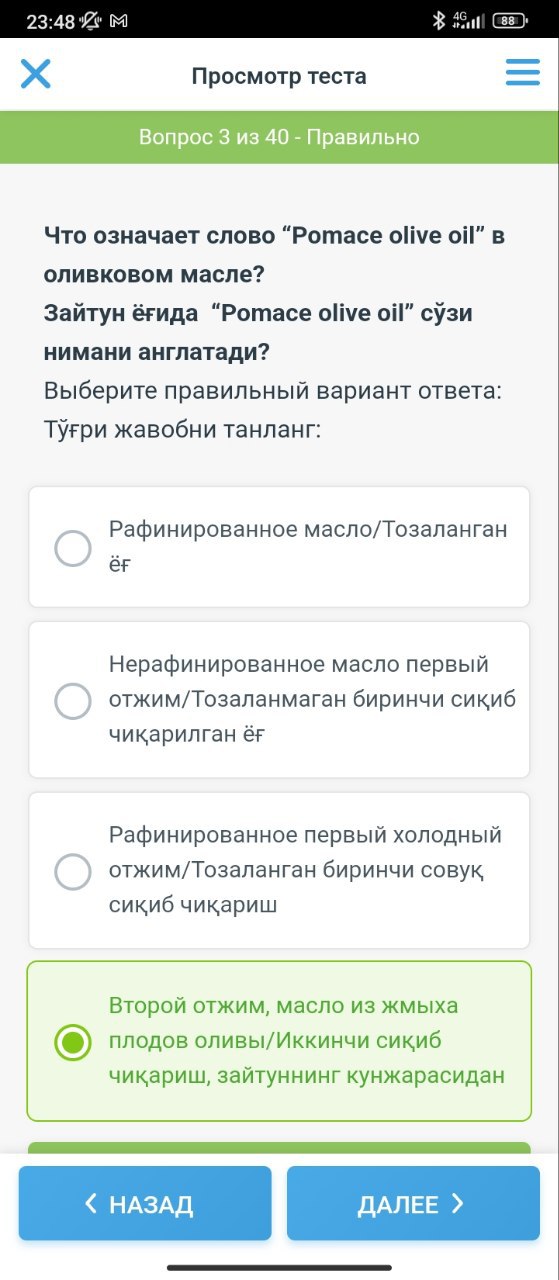 23:48
4G
88
Просмотр теста
Вопрос 3 из 40 - Правильно
Что означает слово “Pomace olive oil” в
оливковом масле?
Зайтун ёғида “Pomace olive oil” сўзи
нимани англатади?
Выберите правильный вариант ответа:
Тўғри жавобни танланг:
Рафинированное масло/Тозаланган
ёғ
Нерафинированное масло первый
отжим/Тозаланмаган биринчи сиқиб
чиқарилган ёғ
Рафинированное первый холодный
отжим/Тозаланган биринчи совуқ
сиқиб чиқариш
Второй отжим, масло из жмыха
плодов оливы/Иккинчи сиқиб
чиқариш, зайтуннинг кунжарасидан
НАЗАД
ДАЛЕЕ